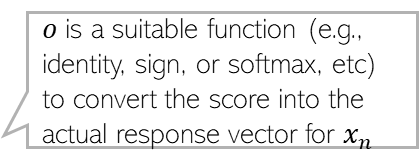 o is a suitable function (e.g.,
identity, sign, or softmax, etc)
to convert the score into the
actual response vector for xₙ